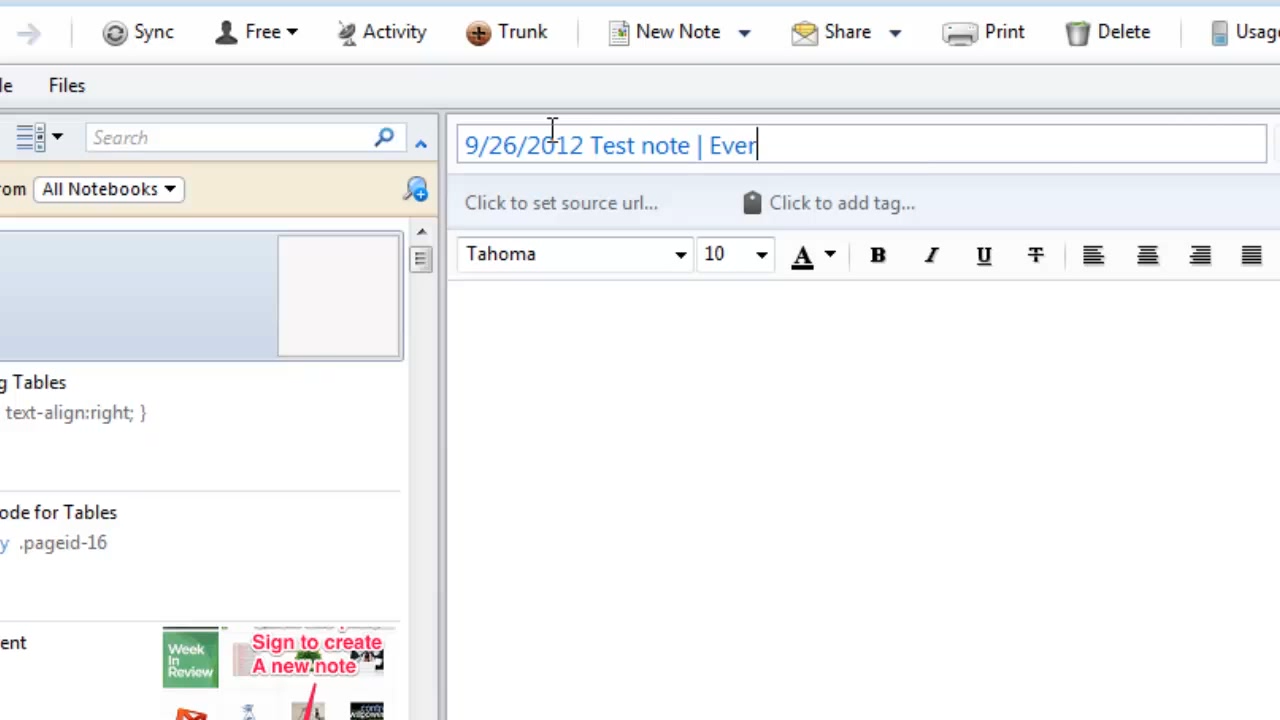 Sync Free Activity Trunk New Note Share Print Delete Usag
le Files
Search
9/26/2012 Test note | Ever
om All Notebooks
Click to set source url... Click to add tag...
Tahoma 10 A B I U T
g Tables
text-align:right; }
ode for Tables
y .pageid-16
ent
Week
In
Review
Sign to create
A new note